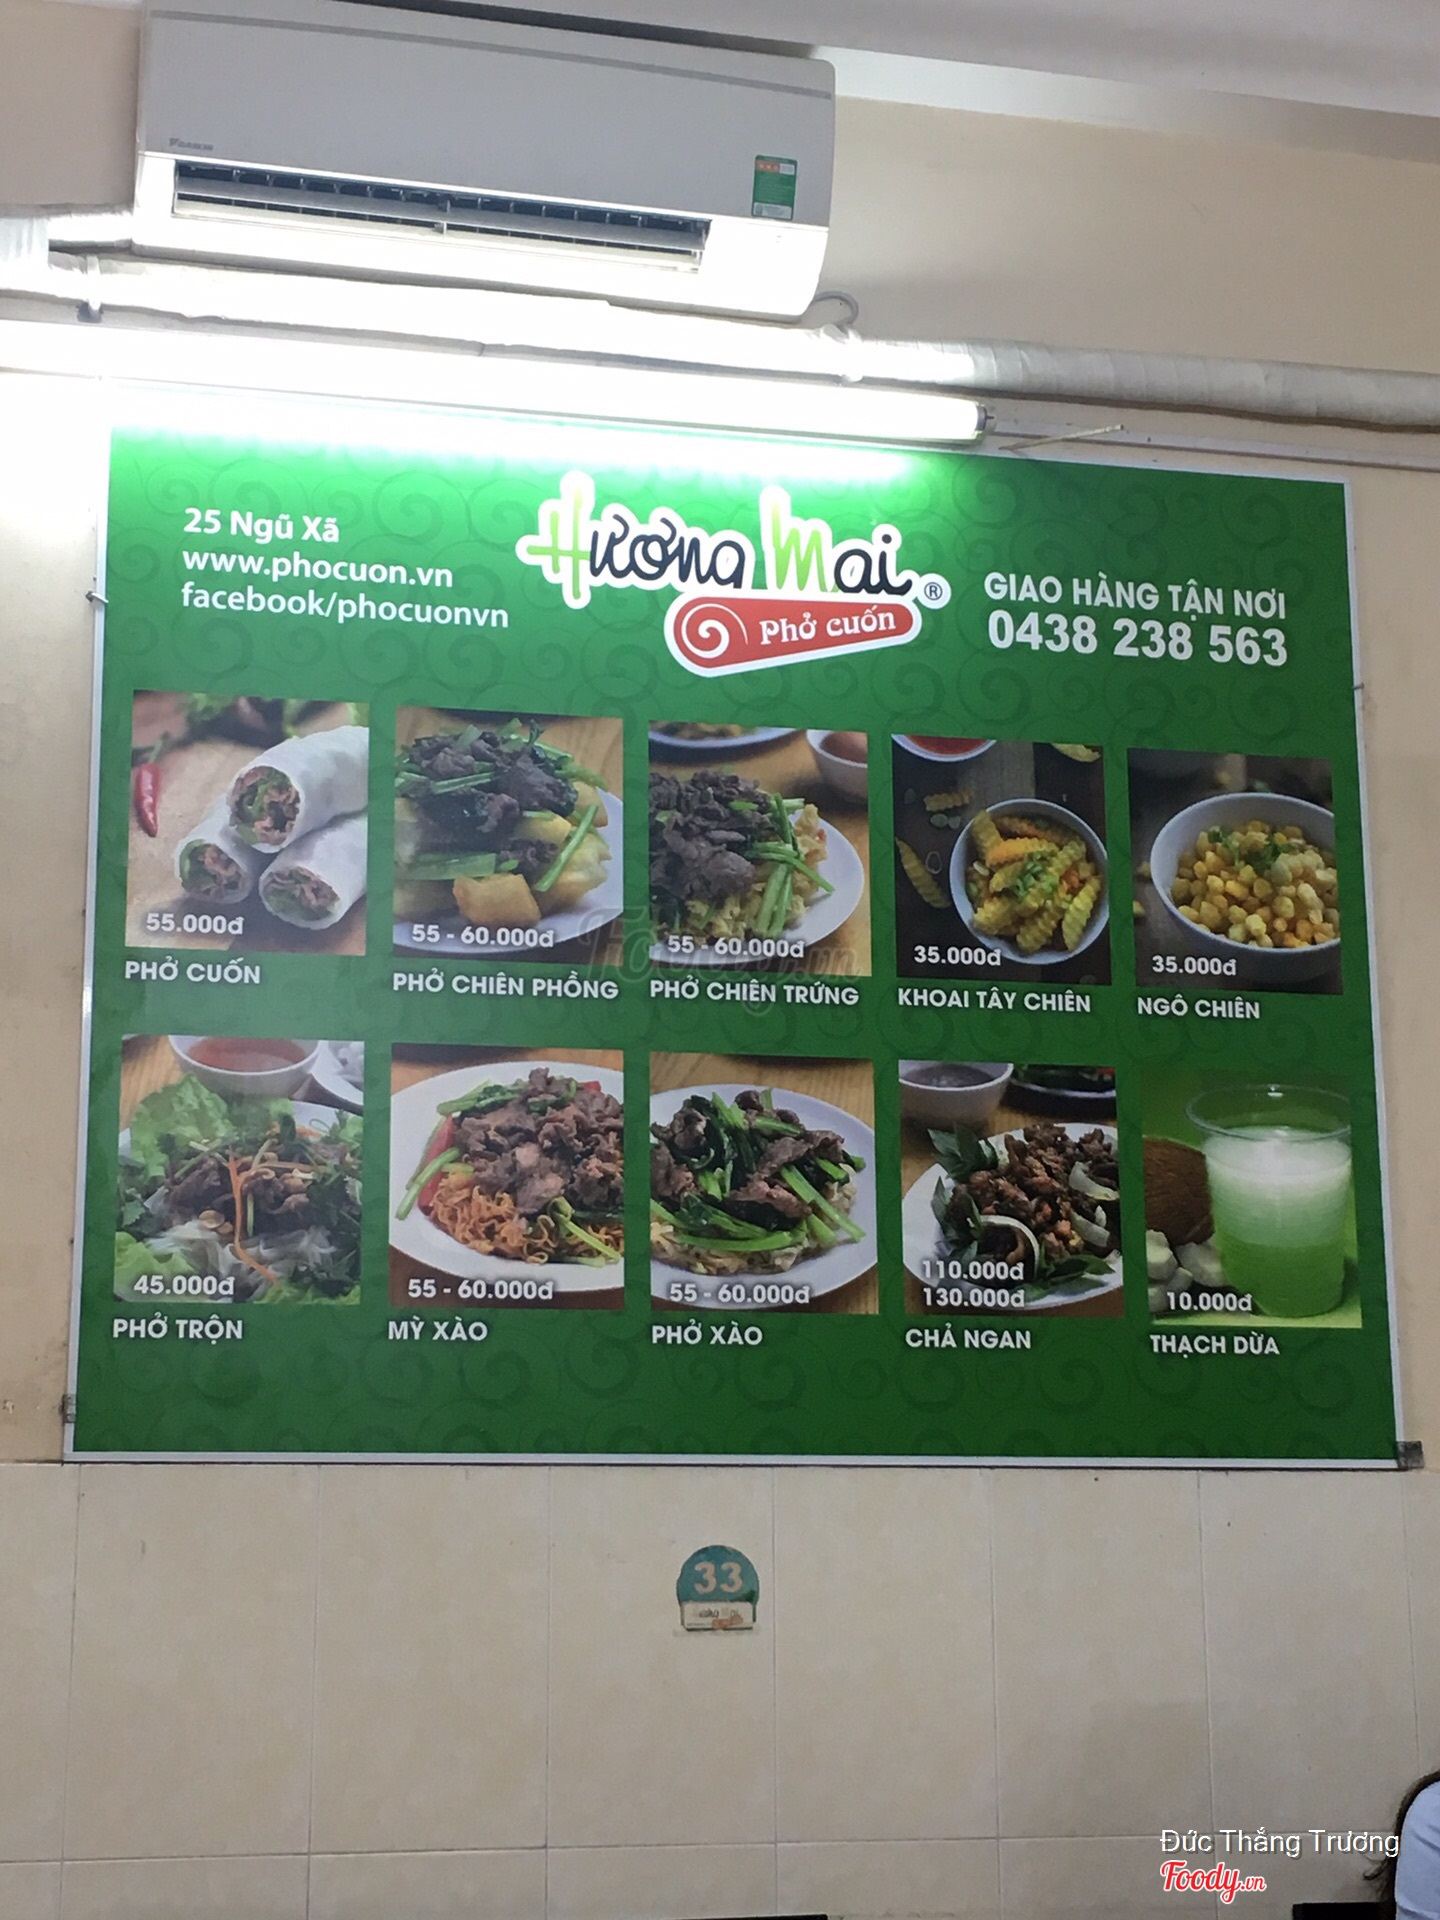 DAIKIN
25 Ngũ Xã
www.phocuon.vn
facebook/phocuonvn
Hương Mai ®
Phở cuốn
GIAO HÀNG TẬN NƠI
0438 238 563
55.000đ
PHỞ CUỐN
55 - 60.000đ
PHỞ CHIÊN PHỒNG
55 - 60.000đ
PHỞ CHIÊN TRỨNG
35.000đ
KHOAI TÂY CHIÊN
35.000đ
NGÔ CHIÊN
Foody.vn
45.000đ
PHỞ TRỘN
55 - 60.000đ
MỲ XÀO
55 - 60.000đ
PHỞ XÀO
110.000đ
130.000đ
CHẢ NGAN
10.000đ
THẠCH DỪA
33
Đức Thắng Trương
Foody.vn